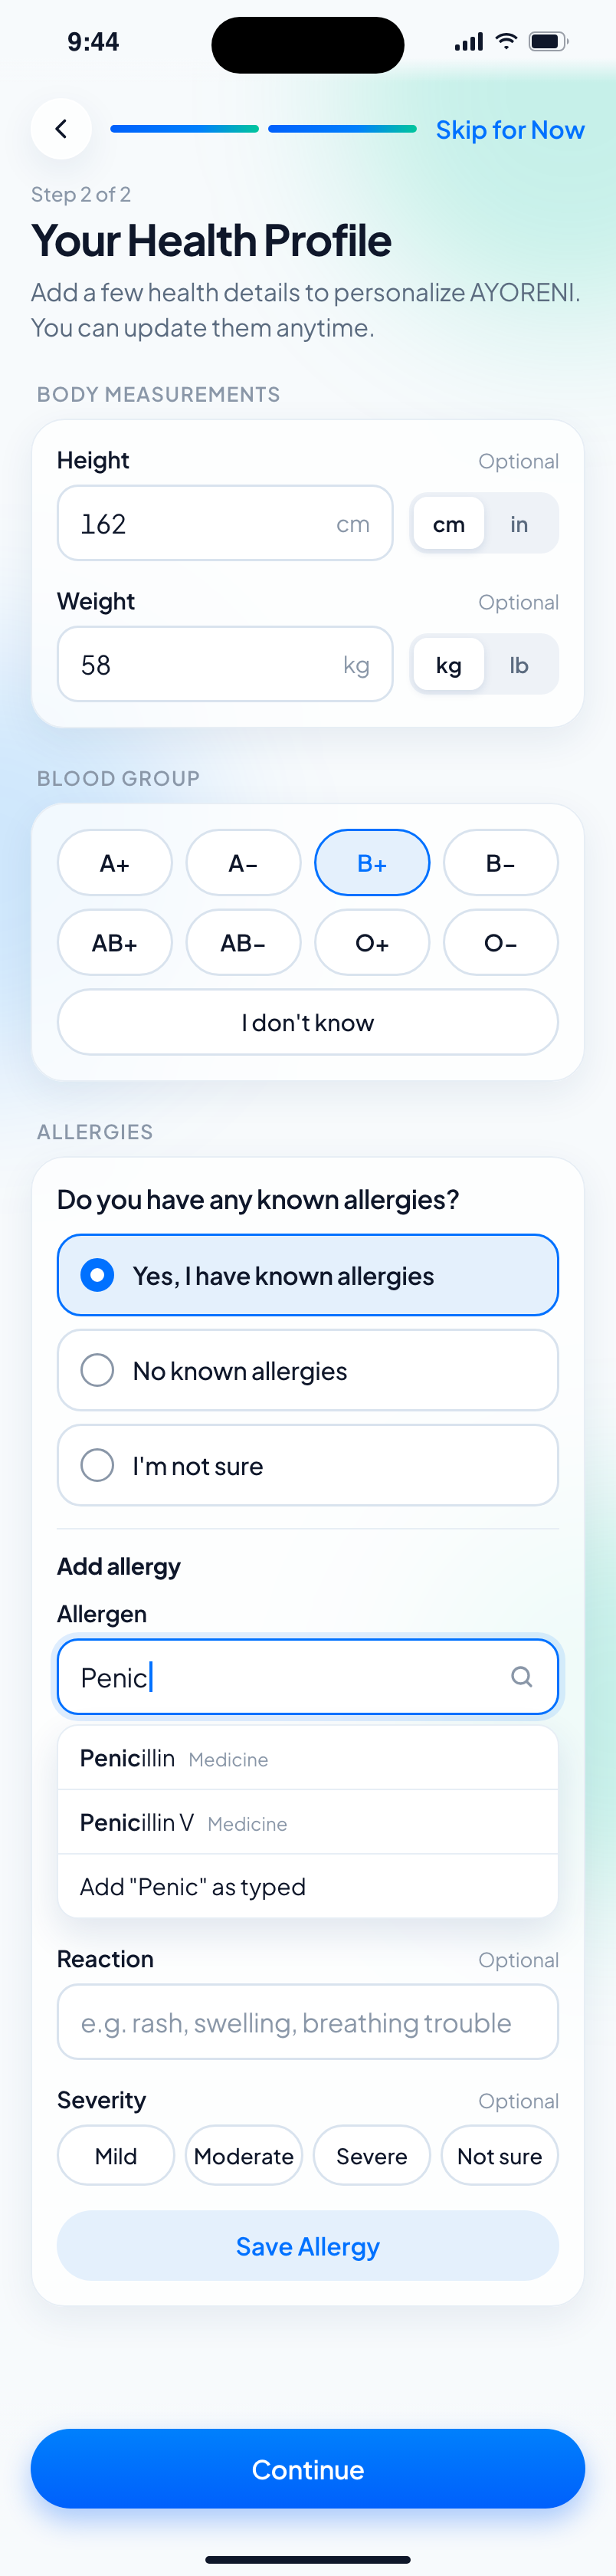 9:44
Skip for Now
Step 2 of 2
Your Health Profile
Add a few health details to personalize AYORENI.
You can update them anytime.
BODY MEASUREMENTS
Height Optional
162 cm cm in
Weight Optional
58 kg kg lb
BLOOD GROUP
A+ A− B+ B−
AB+ AB− O+ O−
I don't know
ALLERGIES
Do you have any known allergies?
Yes, I have known allergies
No known allergies
I'm not sure
Add allergy
Allergen
Penic
Penicillin Medicine
Penicillin V Medicine
Add "Penic" as typed
Reaction Optional
e.g. rash, swelling, breathing trouble
Severity Optional
Mild Moderate Severe Not sure
Save Allergy
Continue